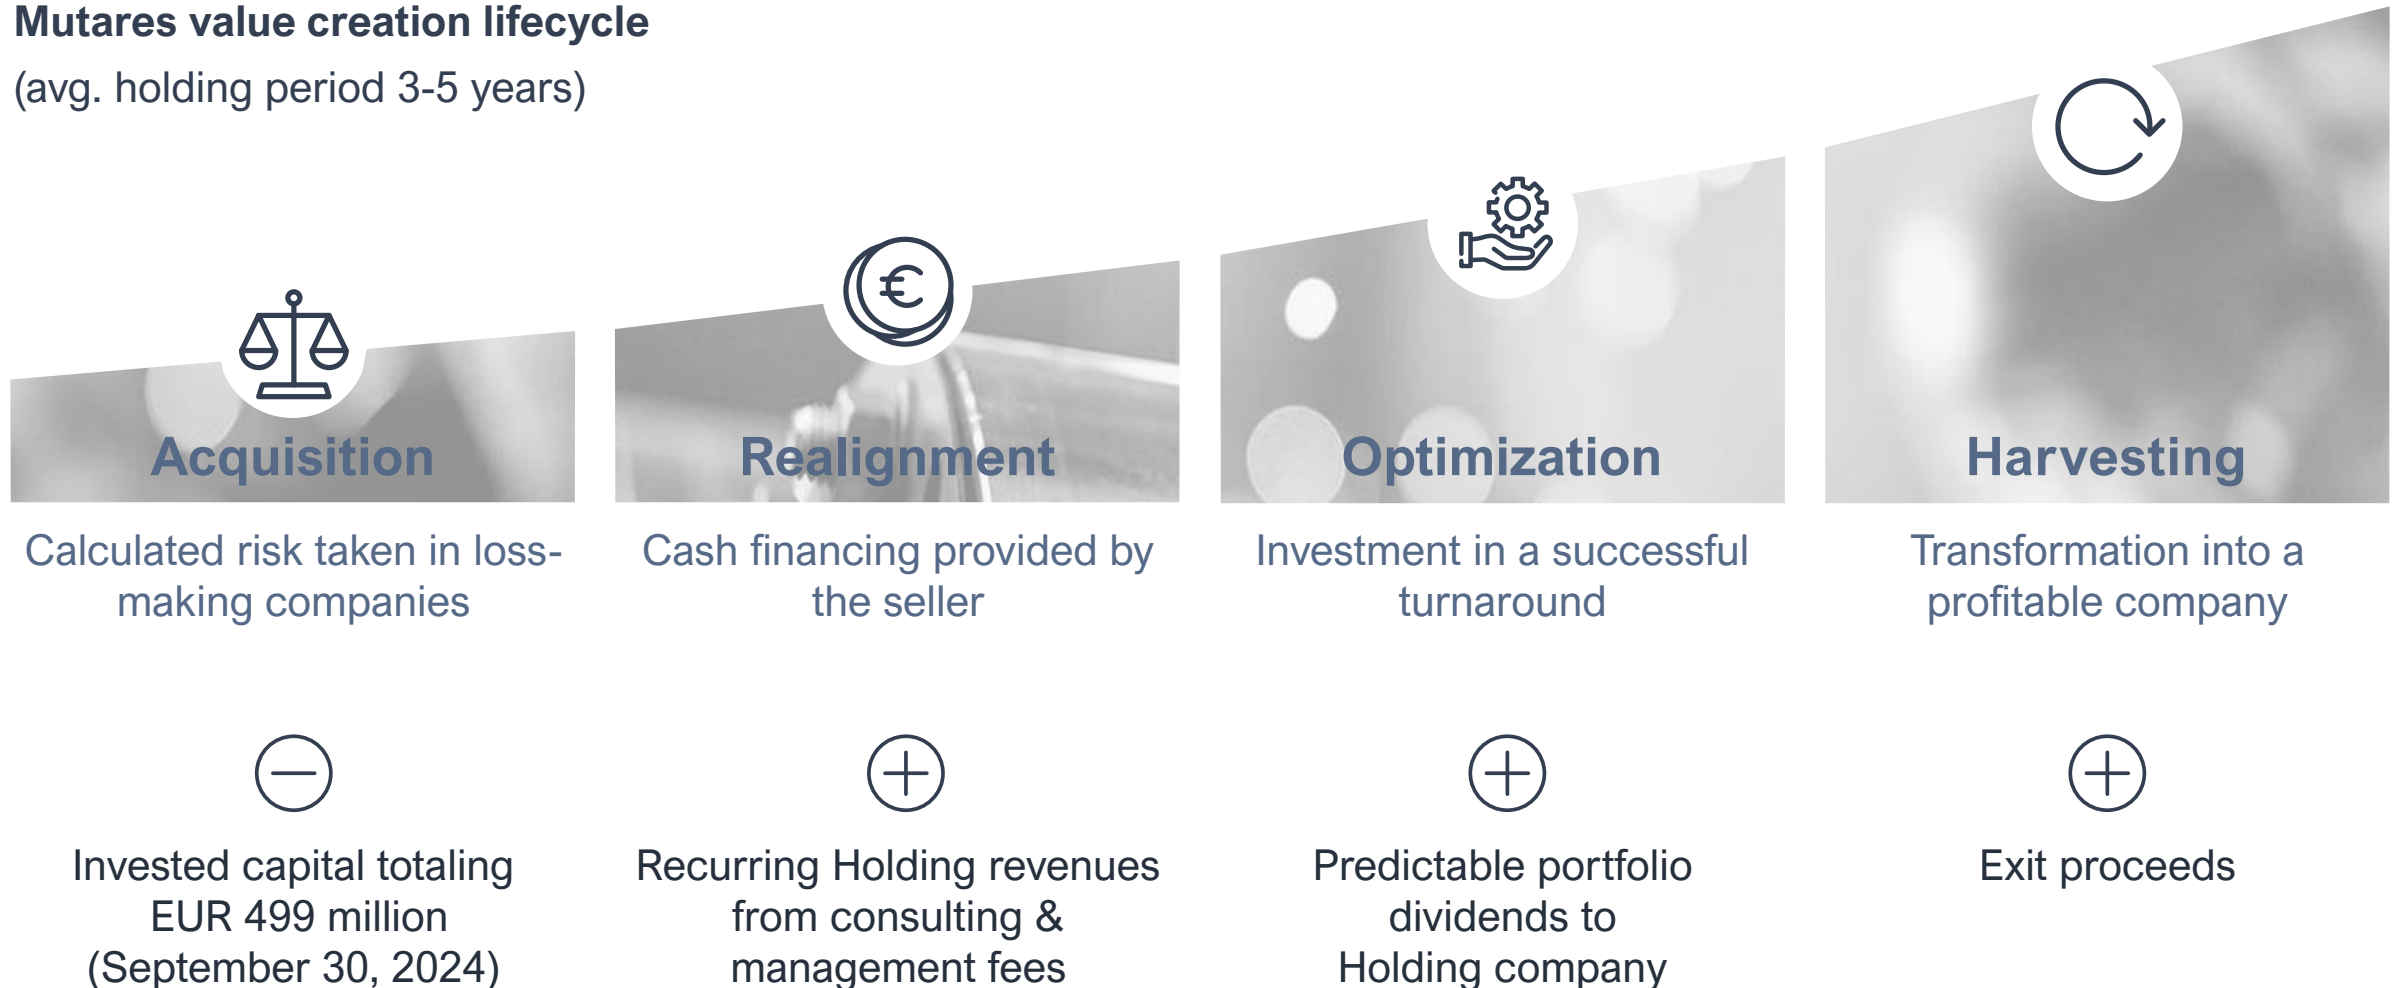 Mutares value creation lifecycle
(avg. holding period 3-5 years)
Acquisition
Calculated risk taken in loss-
making companies
Invested capital totaling
EUR 499 million
(September 30, 2024)
Realignment
Cash financing provided by
the seller
Recurring Holding revenues
from consulting &
management fees
Optimization
Investment in a successful
turnaround
Predictable portfolio
dividends to
Holding company
Harvesting
Transformation into a
profitable company
Exit proceeds